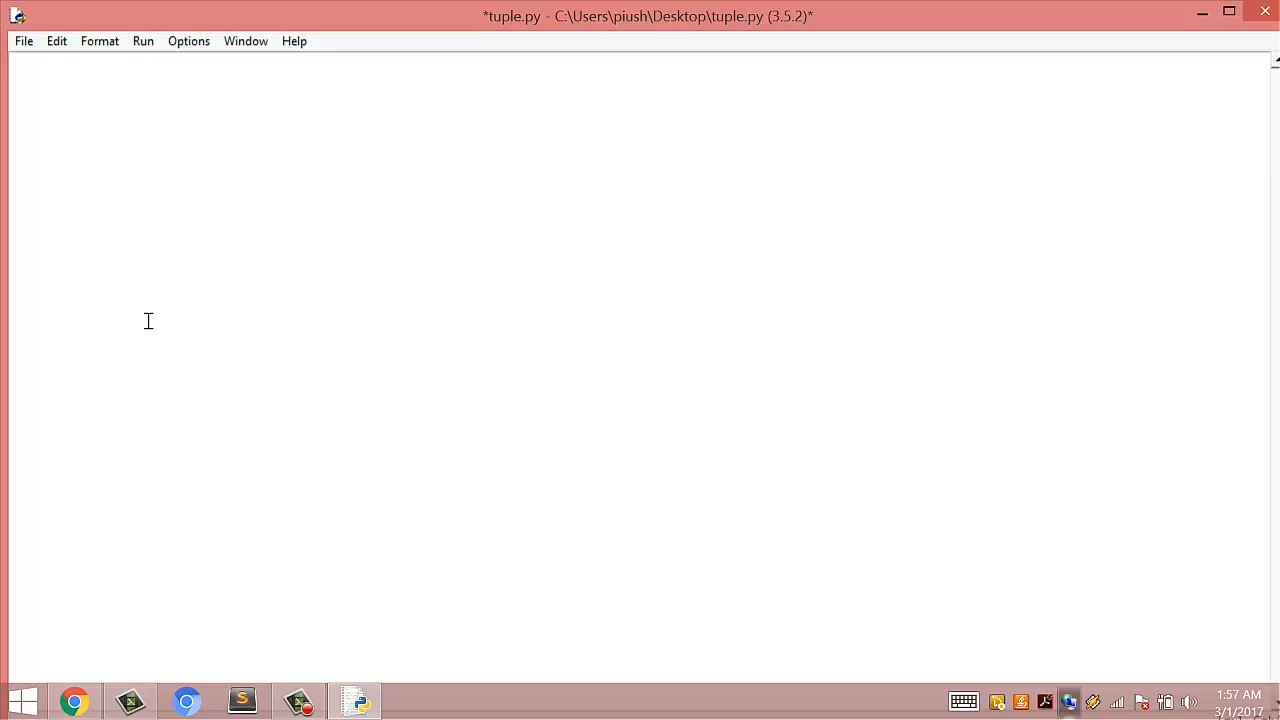 *tuple.py - C:\Users\piush\Desktop\tuple.py (3.5.2)*
File Edit Format Run Options Window Help
S
1:57 AM
3/1/2017